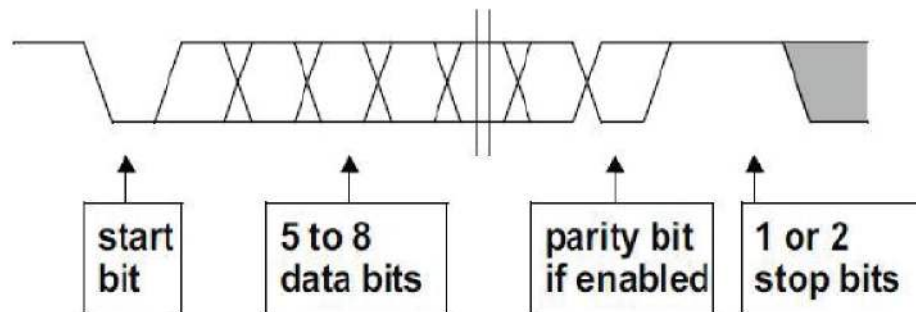 start
bit
5 to 8
data bits
parity bit
if enabled
1 or 2
stop bits